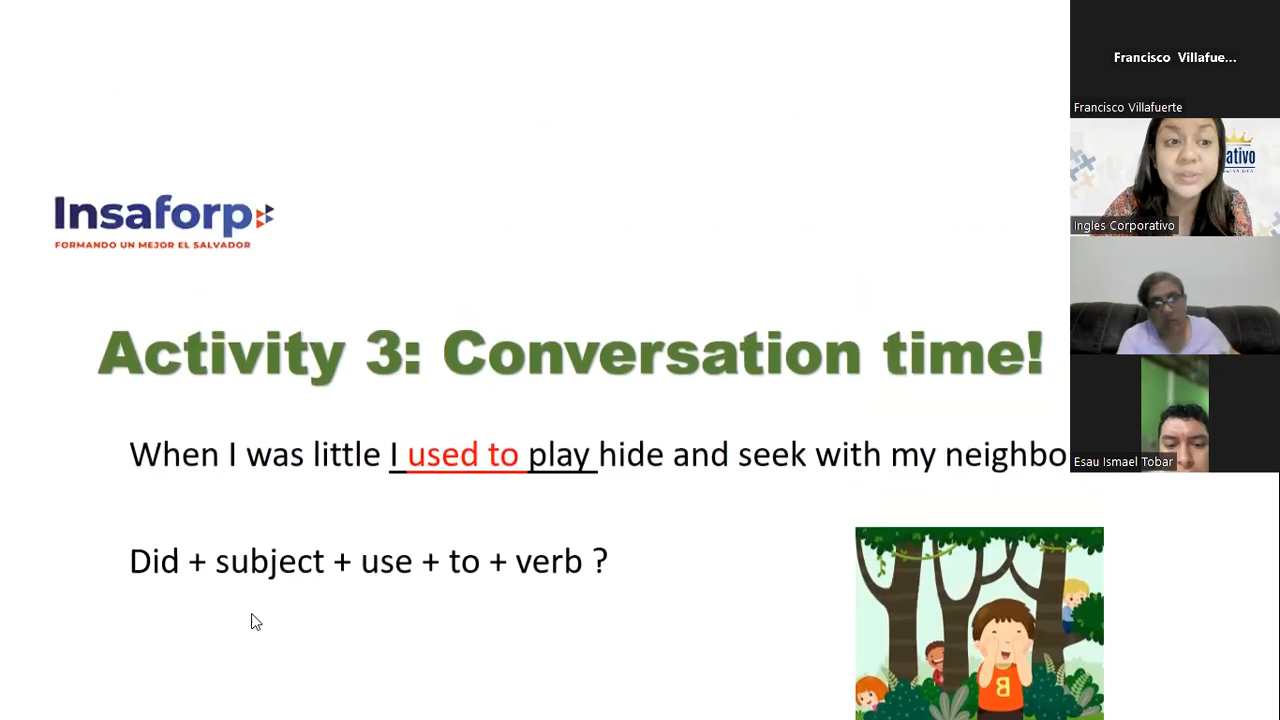 Francisco Villafue...
Francisco Villafuerte
ativo
Ingles Corporativo
Insaforp
FORMANDO UN MEJOR EL SALVADOR
Activity 3: Conversation time!
When I was little I used to play hide and seek with my neighbo
Esau Ismael Tobar
Did + subject + use + to + verb ?
B